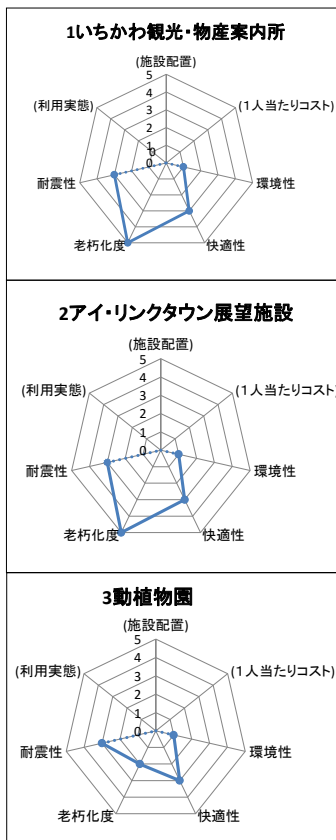 1いちかわ観光・物産案内所
(施設配置)
5
4
3
2
1
0
0
(利用実態)
(1人当たりコスト)
耐震性
環境性
老朽化度
快適性
2アイ・リンクタウン展望施設
(施設配置)
5
4
3
2
1
0
(利用実態)
(1人当たりコスト)
耐震性
環境性
老朽化度
快適性
3動植物園
(施設配置)
5
4
3
2
1
0
(利用実態)
(1人当たりコスト)
耐震性
環境性
老朽化度
快適性